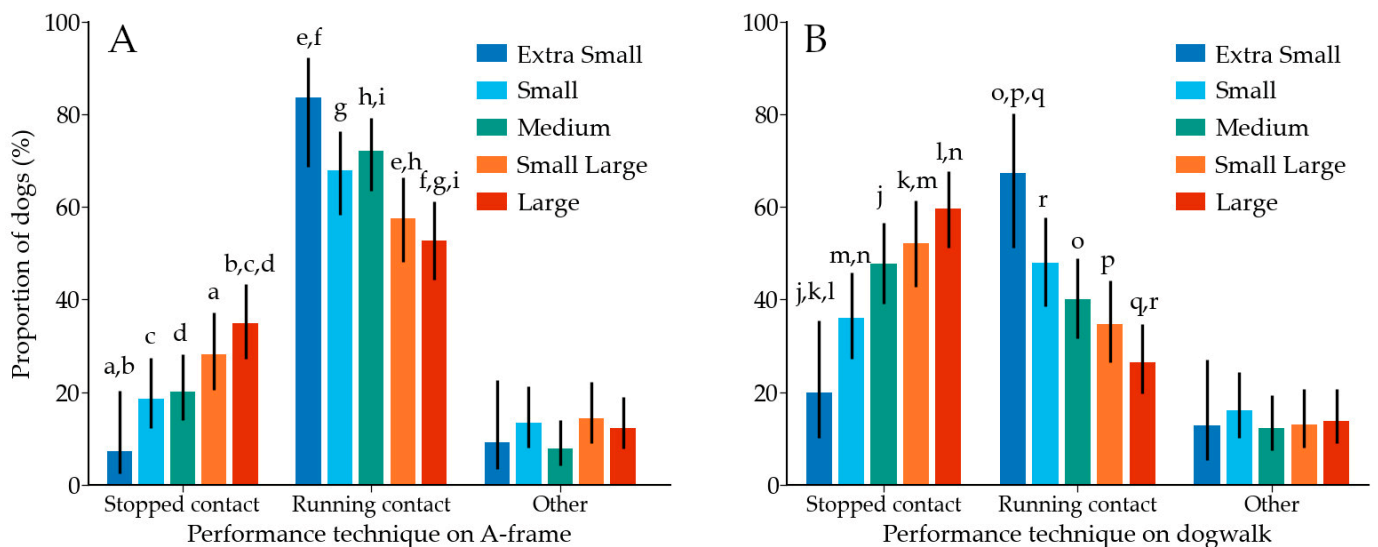 A
Proportion of dogs (%)
100
80
60
40
20
0
a,b
c
d
a
b,c,d
e,f
g
h,i
e,h
f,g,i
Extra Small
Small
Medium
Small Large
Large
Stopped contact
Running contact
Other
Performance technique on A-frame
B
100
80
60
40
20
0
j,k,l
m,n
j
k,m
l,n
o,p,q
r
o
p
q,r
Extra Small
Small
Medium
Small Large
Large
Stopped contact
Running contact
Other
Performance technique on dogwalk